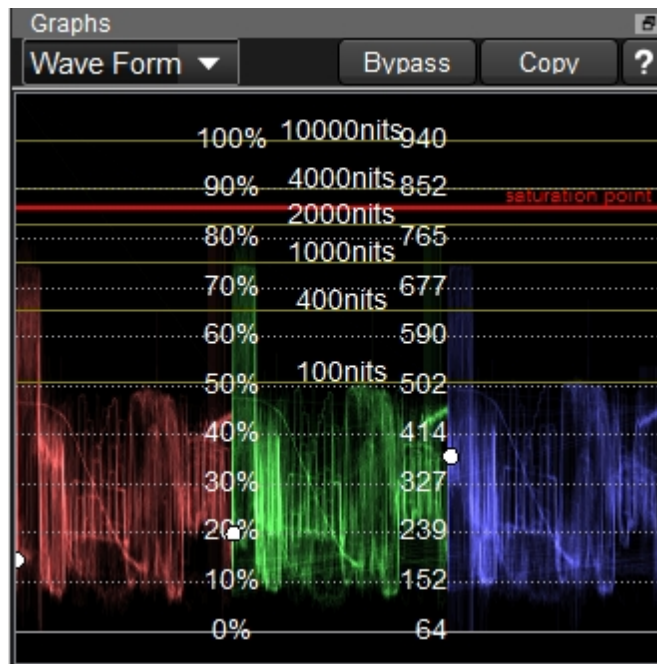 Graphs
Wave Form
Bypass
Copy
?
100% 10000nits 940
90% 4000nits 852
saturation point
2000nits
80% 765
1000nits
70% 677
400nits
60% 590
100nits
50% 502
40% 414
30% 327
20% 239
10% 152
0% 64